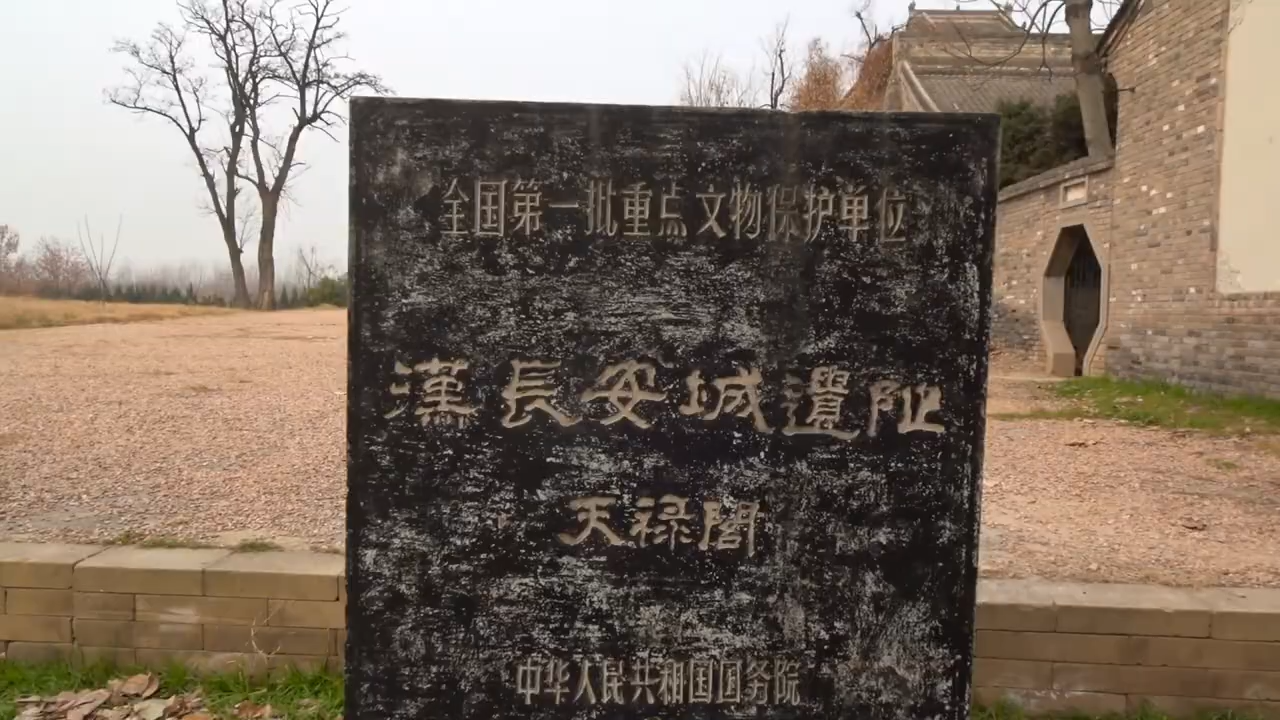 全国第一批重点文物保护单位
漢長安城遺址
天禄閣
中华人民共和国国务院